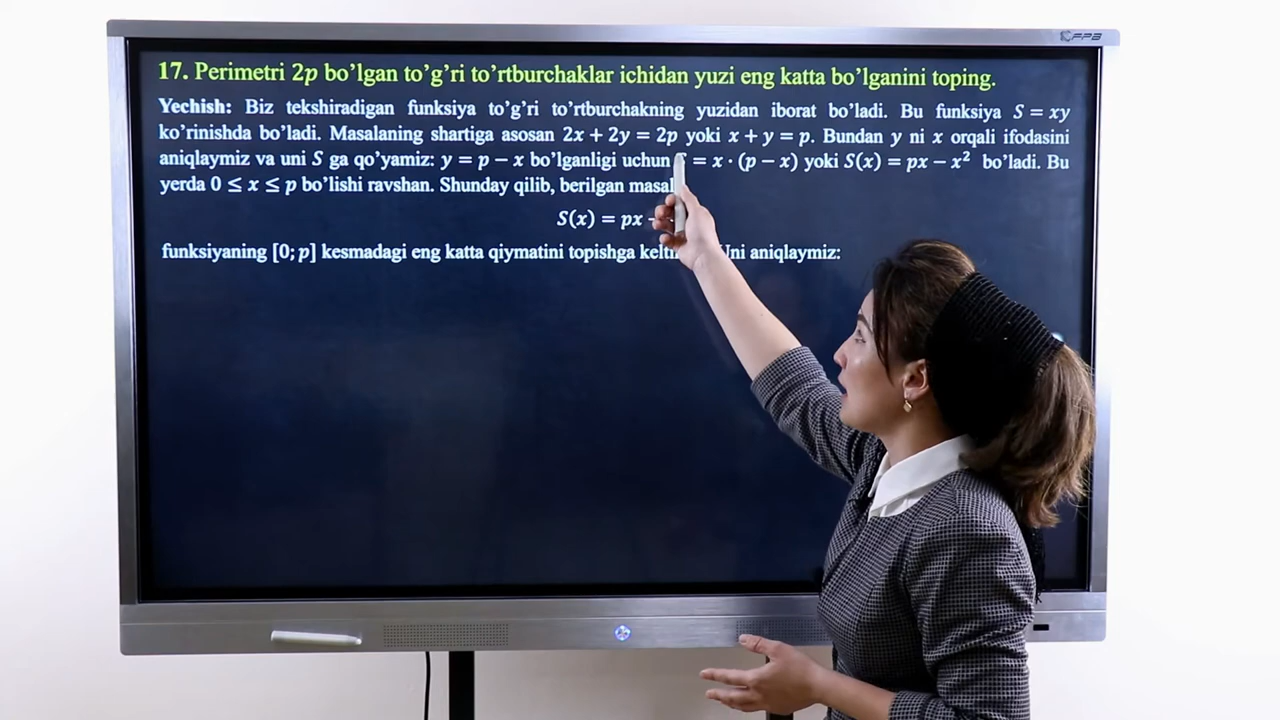 FPB
17. Perimetri 2p bo’lgan to’g’ri to’rtburchaklar ichidan yuzi eng katta bo’lganini toping.
Yechish: Biz tekshiradigan funksiya to’g’ri to’rtburchakning yuzidan iborat bo’ladi. Bu funksiya S = xy
ko’rinishda bo’ladi. Masalaning shartiga asosan 2x + 2y = 2p yoki x + y = p. Bundan y ni x orqali ifodasini
aniqlaymiz va uni S ga qo’yamiz: y = p − x bo’lganligi uchun = x · (p − x) yoki S(x) = px − x² bo’ladi. Bu
yerda 0 ≤ x ≤ p bo’lishi ravshan. Shunday qilib, berilgan
S(x) = px −
funksiyaning [0; p] kesmadagi eng katta qiymatini topishga Uni aniqlaymiz: